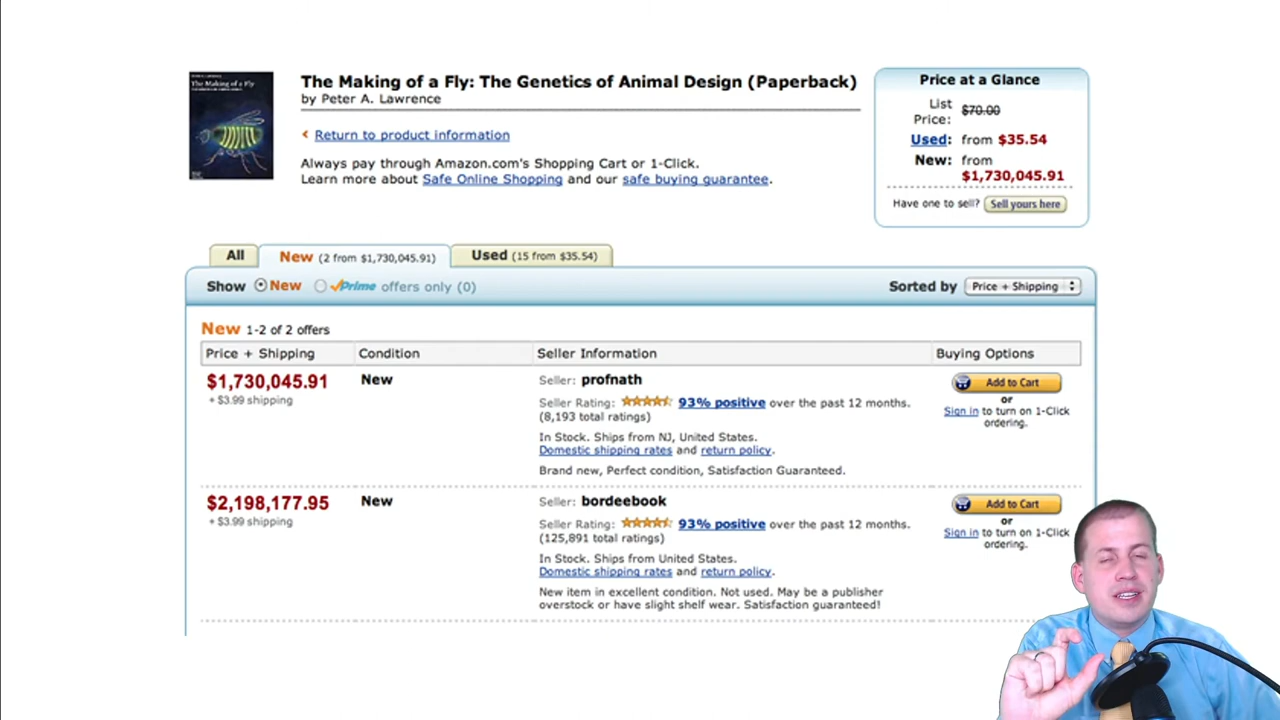 The Making of a Fly
The Making of a Fly: The Genetics of Animal Design (Paperback)
by Peter A. Lawrence
Return to product information
Always pay through Amazon.com's Shopping Cart or 1-Click.
Learn more about Safe Online Shopping and our safe buying guarantee.
Price at a Glance
List
Price: $70.00
Used: from $35.54
New: from
$1,730,045.91
Have one to sell? Sell yours here
All New (2 from $1,730,045.91) Used (15 from $35.54)
Show New Prime offers only (0) Sorted by Price + Shipping
New 1-2 of 2 offers
Price + Shipping Condition Seller Information Buying Options
$1,730,045.91 New Seller: profnath Add to Cart
+ $3.99 shipping
Seller Rating: 93% positive over the past 12 months.
(8,193 total ratings)
or
Sign in to turn on 1-Click
ordering.
In Stock. Ships from NJ, United States.
Domestic shipping rates and return policy.
Brand new, Perfect condition, Satisfaction Guaranteed.
$2,198,177.95 New Seller: bordeebook Add to Cart
+ $3.99 shipping
Seller Rating: 93% positive over the past 12 months.
(125,891 total ratings)
or
Sign in to turn on 1-Click
ordering.
In Stock. Ships from United States.
Domestic shipping rates and return policy.
New item in excellent condition. Not used. May be a publisher
overstock or have slight shelf wear. Satisfaction guaranteed!